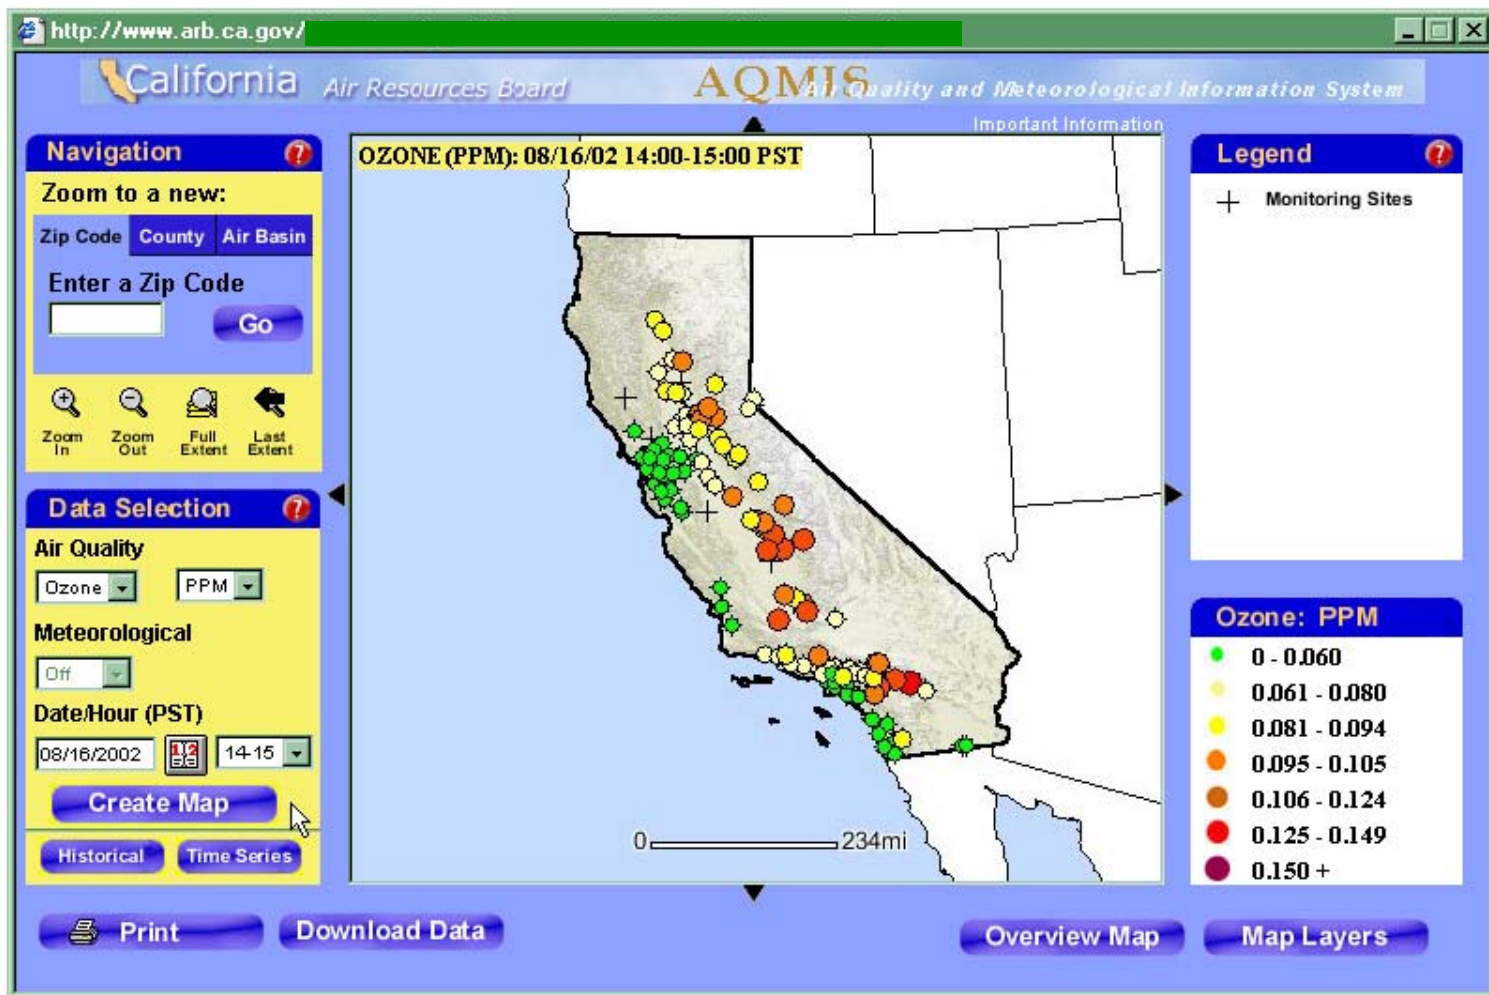 http://www.arb.ca.gov/
California Air Resources Board AQMIS Air Quality and Meteorological Information System
Important Information
Navigation ?
Zoom to a new:
Zip Code County Air Basin
Enter a Zip Code
Go
Zoom In Zoom Out Full Extent Last Extent
Data Selection ?
Air Quality
Ozone PPM
Meteorological
Off
Date/Hour (PST)
08/16/2002 12 14-15
Create Map
Historical Time Series
OZONE (PPM): 08/16/02 14:00-15:00 PST
0 234mi
Legend ?
Monitoring Sites
Ozone: PPM
0 - 0.060
0.061 - 0.080
0.081 - 0.094
0.095 - 0.105
0.106 - 0.124
0.125 - 0.149
0.150 +
Print Download Data Overview Map Map Layers